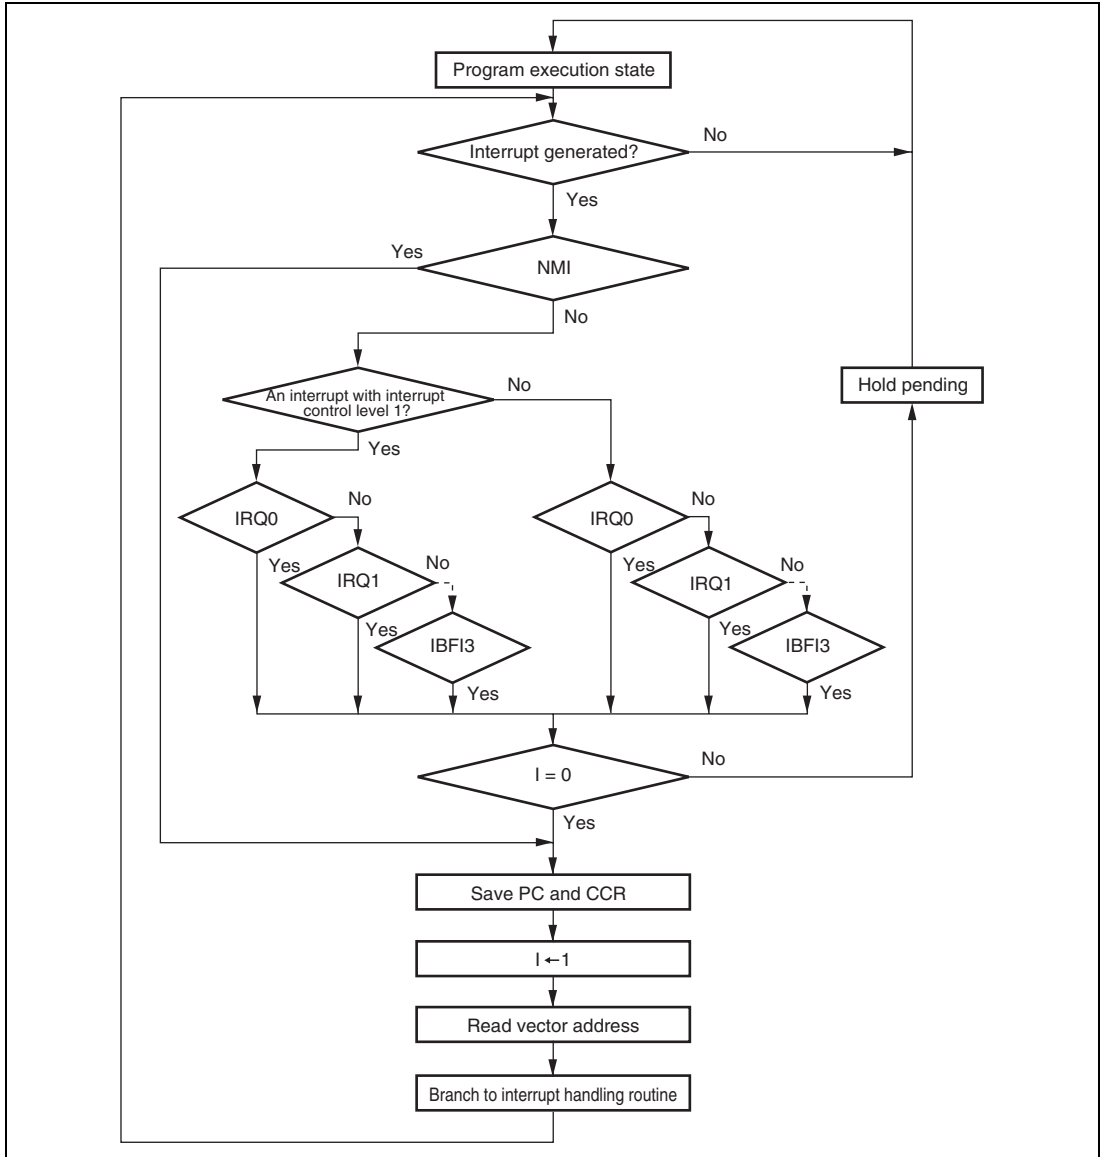 Program execution state
Interrupt generated?
No
Yes
Yes
NMI
No
Hold pending
An interrupt with interrupt
control level 1?
No
Yes
IRQ0
No
IRQ0
No
Yes
IRQ1
No
Yes
IRQ1
No
Yes
IBFI3
Yes
IBFI3
Yes
Yes
I = 0
No
Yes
Save PC and CCR
I ←1
Read vector address
Branch to interrupt handling routine